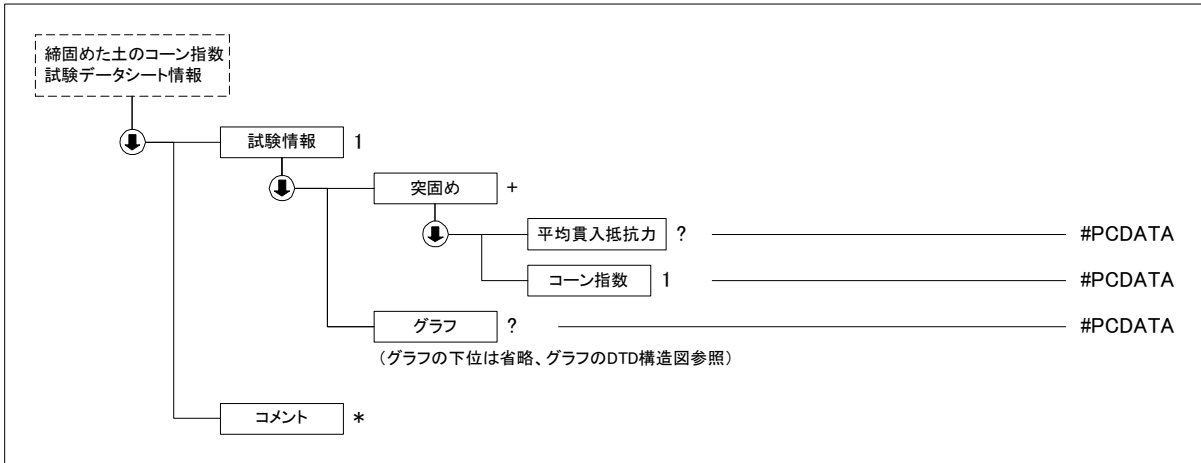 締固めた土のコーン指数
試験データシート情報
試験情報 1
突固め +
平均貫入抵抗力 ? #PCDATA
コーン指数 1 #PCDATA
グラフ ? #PCDATA
（グラフの下位は省略、グラフのDTD構造図参照）
コメント *